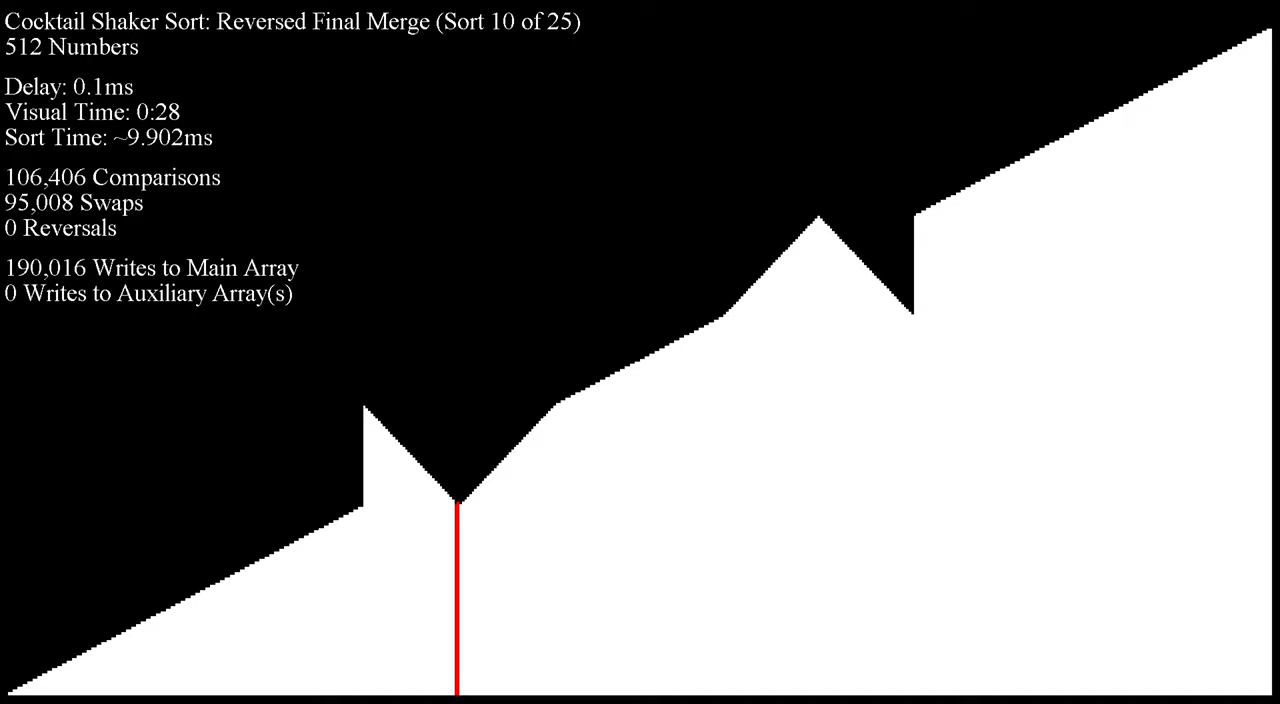 Cocktail Shaker Sort: Reversed Final Merge (Sort 10 of 25)
512 Numbers
Delay: 0.1ms
Visual Time: 0:28
Sort Time: ~9.902ms
106,406 Comparisons
95,008 Swaps
0 Reversals
190,016 Writes to Main Array
0 Writes to Auxiliary Array(s)